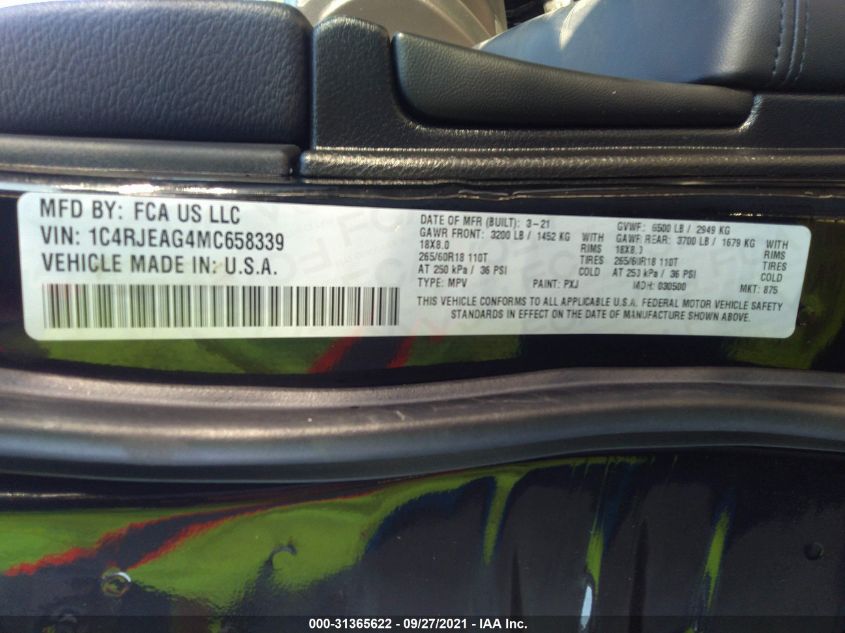 MFD BY: FCA US LLC
VIN: 1C4RJEAG4MC658339
VEHICLE MADE IN: U.S.A.
DATE OF MFR (BUILT): 3-21 GVWR: 6500 LB / 2949 KG
GAWR FRONT: 3200 LB / 1452 KG GAWR REAR: 3700 LB / 1679 KG
18X8.0 RIMS 18X8.0 RIMS
265/60R18 110T TIRES 265/60R18 110T TIRES
AT 250 kPa / 36 PSI COLD AT 250 kPa / 36 PSI COLD
TYPE: MPV PAINT: PXJ MDH: 030500 MKT: 875
THIS VEHICLE CONFORMS TO ALL APPLICABLE U.S.A. FEDERAL MOTOR VEHICLE SAFETY
STANDARDS IN EFFECT ON THE DATE OF MANUFACTURE SHOWN ABOVE.
000-31365622 - 09/27/2021 - IAA Inc.